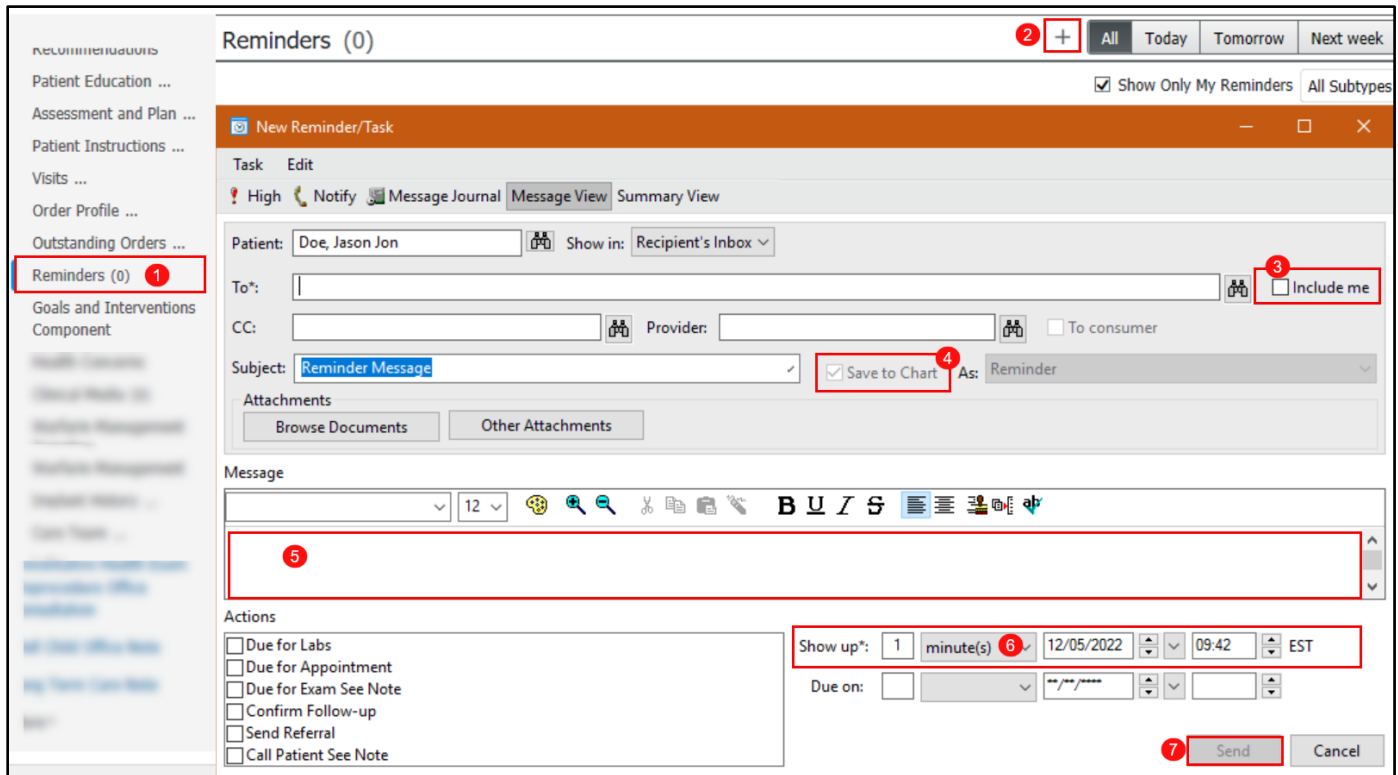 Recommendations
Patient Education ...
Assessment and Plan ...
Patient Instructions ...
Visits ...
Order Profile ...
Outstanding Orders ...
Reminders (0) 1
Goals and Interventions
Component
Reminders (0) 2 + All Today Tomorrow Next week
Show Only My Reminders All Subtypes
New Reminder/Task
Task Edit
High Notify Message Journal Message View Summary View
Patient: Doe, Jason Jon Show in: Recipient's Inbox
3
To*: Include me
CC: Provider: To consumer
Subject: Reminder Message Save to Chart 4 As: Reminder
Attachments
Browse Documents Other Attachments
Message
12 B U I S
5
Actions
Due for Labs
Due for Appointment
Due for Exam See Note
Confirm Follow-up
Send Referral
Call Patient See Note
Show up*: 1 minute(s) 6 12/05/2022 09:42 EST
Due on: **/**/****
7 Send Cancel